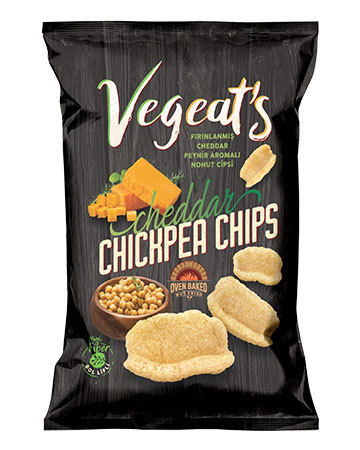 Vegeat's
FIRINLANMIŞ
CHEDDAR
PEYNİR AROMALI
NOHUT CİPSİ
cheddar
CHICKPEA CHIPS
OVEN BAKED
Fiber
BOL LİFLİ